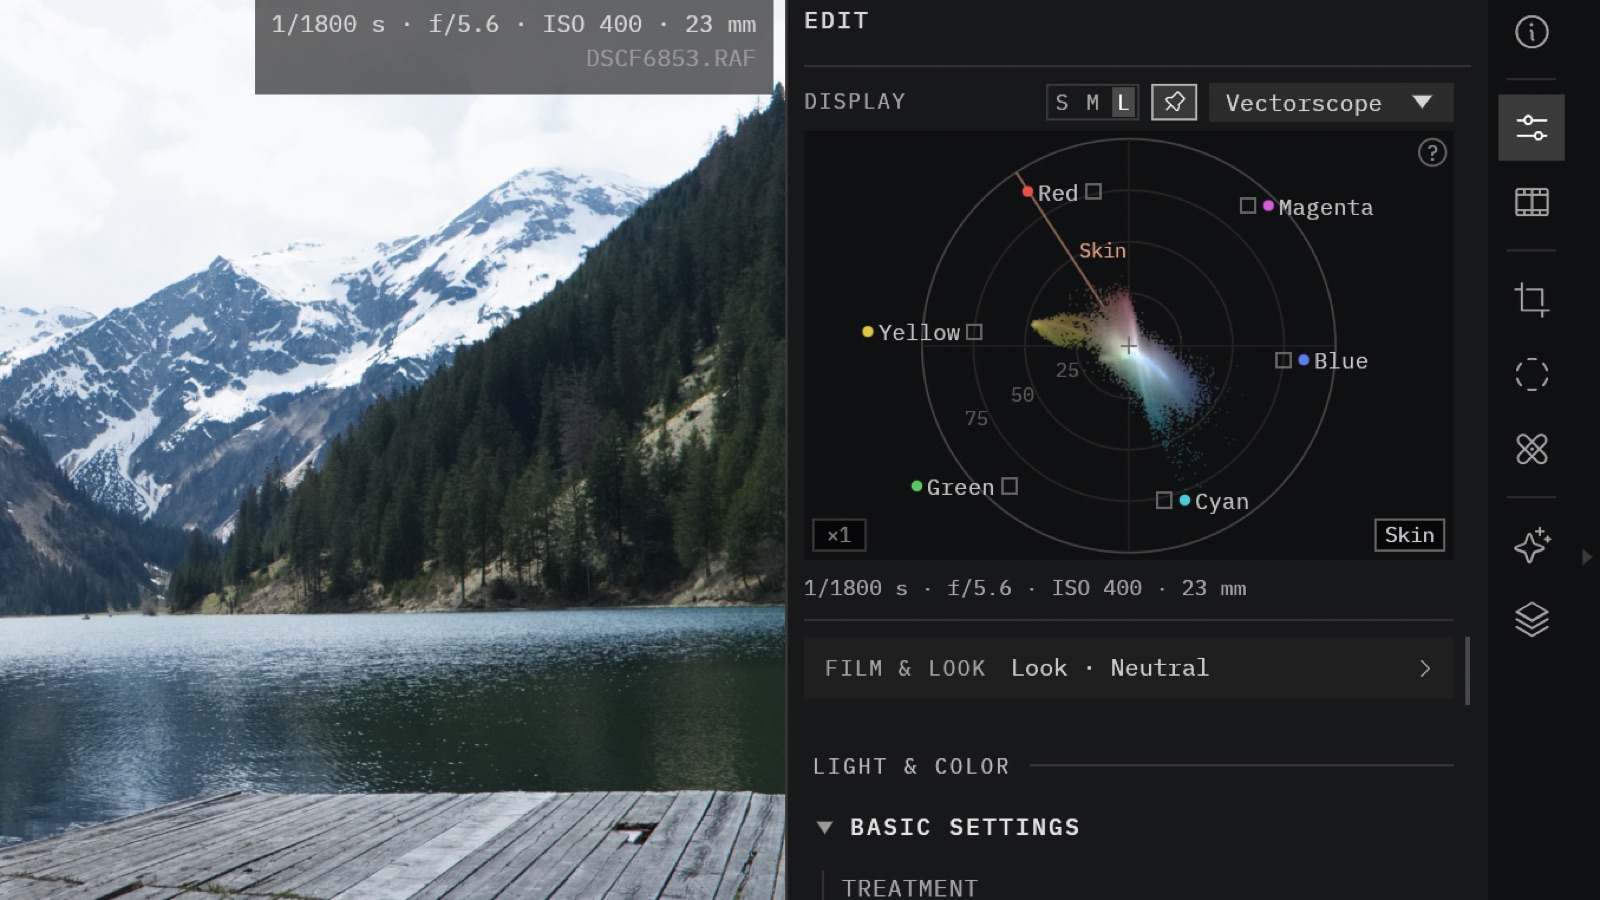 1/1800 s · f/5.6 · ISO 400 · 23 mm
DSCF6853.RAF
EDIT
DISPLAY
S M L
Vectorscope
?
Red
Magenta
Skin
Yellow
Blue
25
50
75
Green
Cyan
×1
Skin
1/1800 s · f/5.6 · ISO 400 · 23 mm
FILM & LOOK Look · Neutral
LIGHT & COLOR
BASIC SETTINGS
TREATMENT